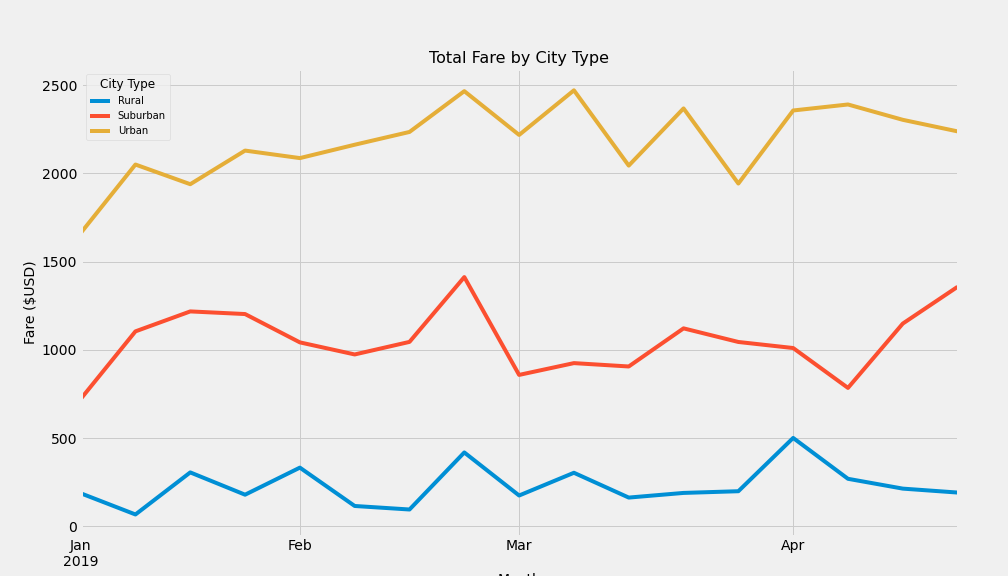 Total Fare by City Type
City Type
Rural
Suburban
Urban
2500
2000
1500
1000
500
0
Fare ($USD)
Jan
2019
Feb
Mar
Apr